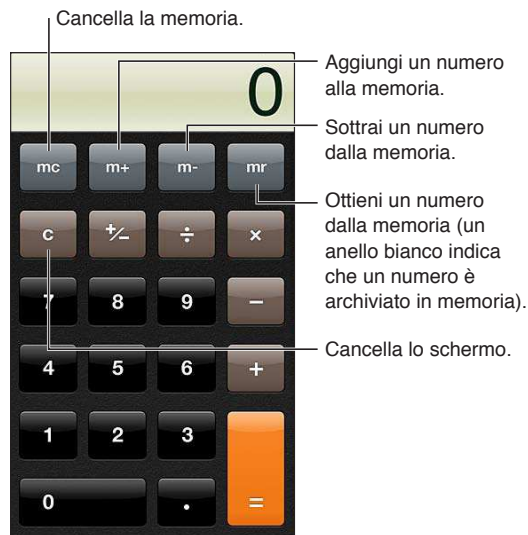 Cancella la memoria.
Aggiungi un numero
alla memoria.
Sottrai un numero
dalla memoria.
Ottieni un numero
dalla memoria (un
anello bianco indica
che un numero è
archiviato in memoria).
Cancella lo schermo.
0
mc m+ m- mr
c +/− ÷ ×
7 8 9 −
4 5 6 +
1 2 3
0 . =